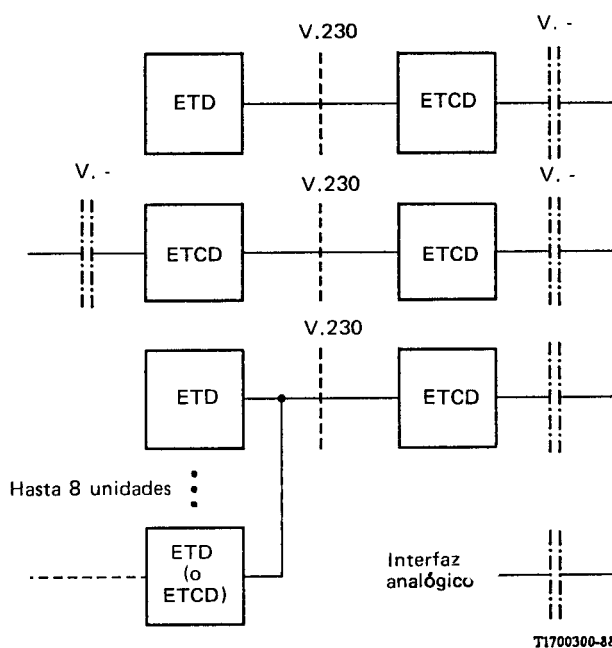 V.230
V. -
ETD
ETCD
V. -
V.230
V. -
ETCD
ETCD
V.230
ETD
ETCD
Hasta 8 unidades
ETD
(o
ETCD)
Interfaz
analógico
T1700300-88